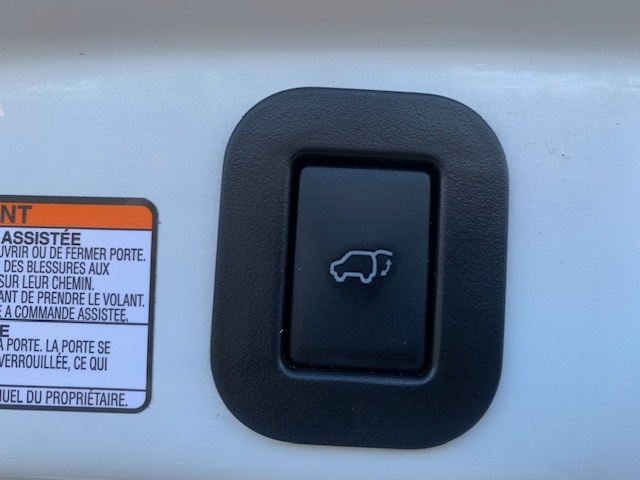 NT
ASSISTÉE
UVRIR OU DE FERMER PORTE.
DES BLESSURES AUX
SUR LEUR CHEMIN.
ANT DE PRENDRE LE VOLANT.
E A COMMANDE ASSISTEE.
E
A PORTE. LA PORTE SE
VERROUILLÉE, CE QUI
UEL DU PROPRIÉTAIRE.